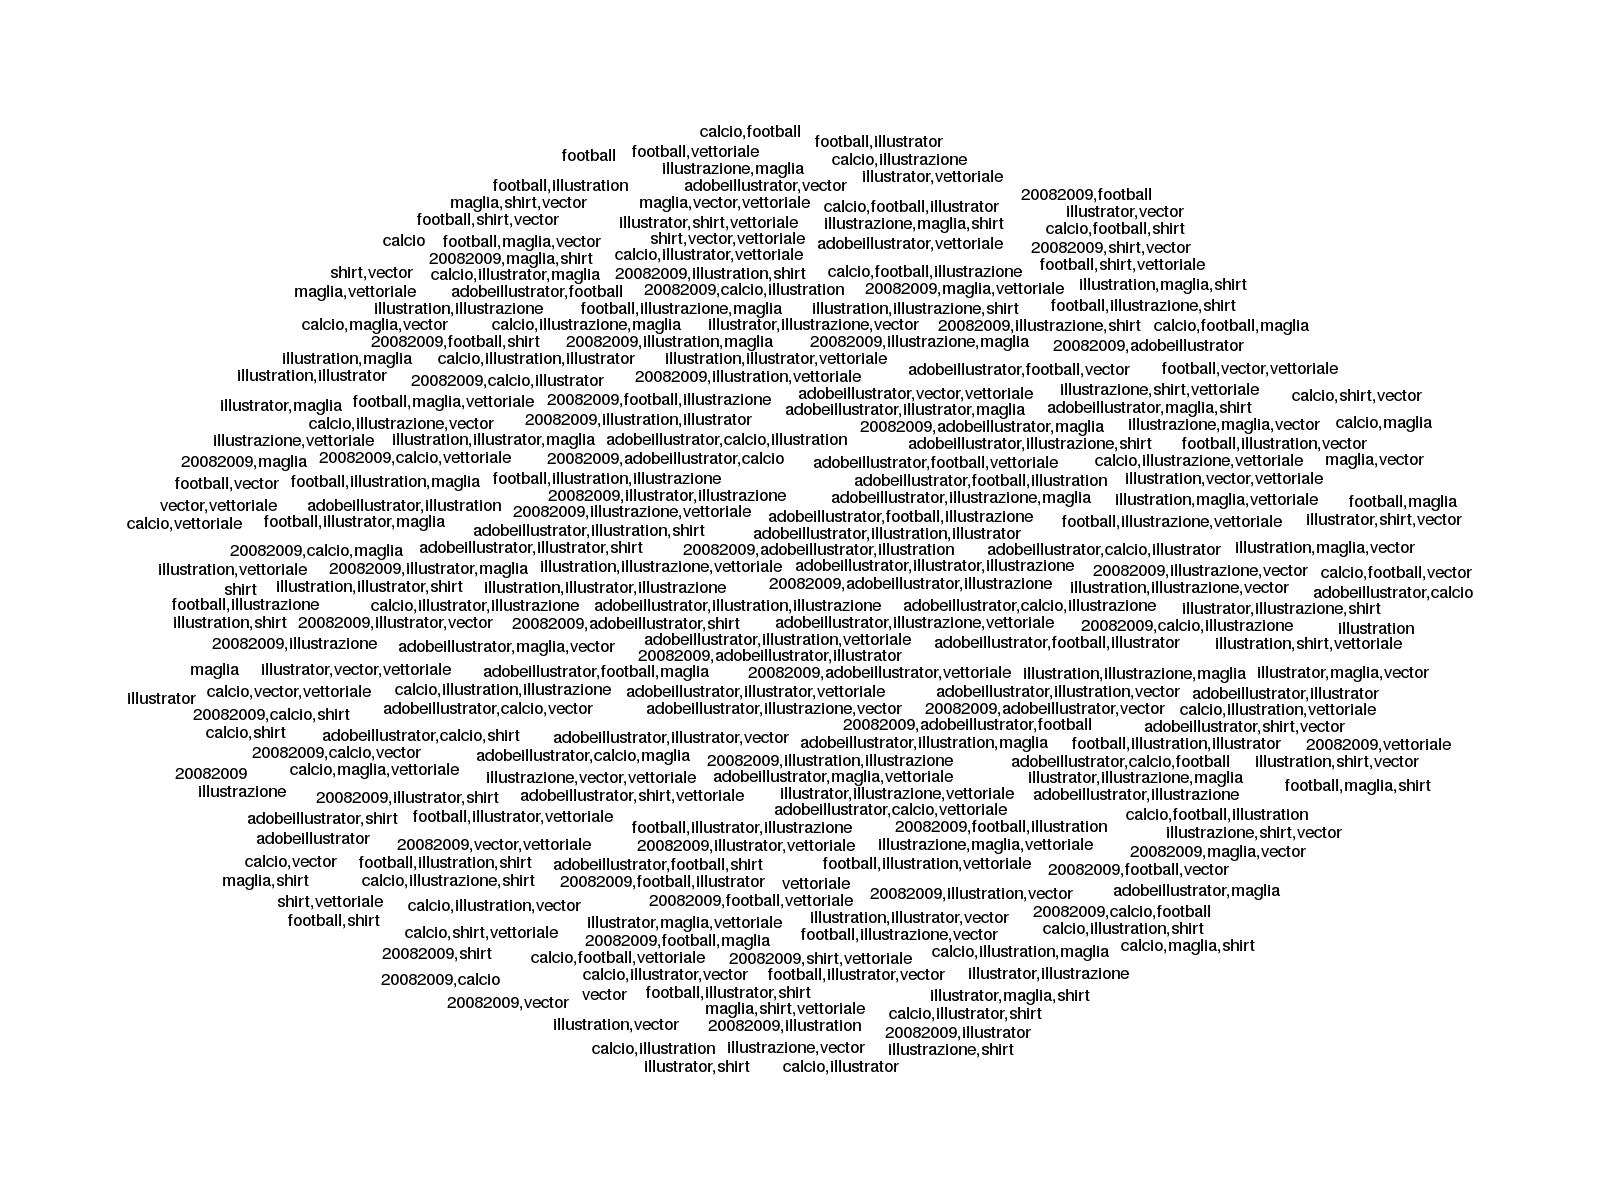 calcio,football
football,illustrator
football football,vettoriale
calcio,illustrazione
illustrazione,maglia
illustrator,vettoriale
football,illustration adobeillustrator,vector
20082009,football
maglia,shirt,vector maglia,vector,vettoriale calcio,football,illustrator
illustrator,vector
football,shirt,vector illustrator,shirt,vettoriale illustrazione,maglia,shirt
calcio,football,shirt
calcio football,maglia,vector shirt,vector,vettoriale adobeillustrator,vettoriale
20082009,shirt,vector
20082009,maglia,shirt calcio,illustrator,vettoriale
football,shirt,vettoriale
shirt,vector calcio,illustrator,maglia 20082009,illustration,shirt calcio,football,illustrazione
maglia,vettoriale adobeillustrator,football 20082009,calcio,illustration 20082009,maglia,vettoriale illustration,maglia,shirt
illustration,illustrazione football,illustrazione,maglia illustration,illustrazione,shirt football,illustrazione,shirt
calcio,maglia,vector calcio,illustrazione,maglia illustrator,illustrazione,vector 20082009,illustrazione,shirt calcio,football,maglia
20082009,football,shirt 20082009,illustration,maglia 20082009,illustrazione,maglia 20082009,adobeillustrator
illustration,maglia calcio,illustration,illustrator illustration,illustrator,vettoriale
adobeillustrator,football,vector football,vector,vettoriale
illustration,illustrator 20082009,calcio,illustrator 20082009,illustration,vettoriale
adobeillustrator,vector,vettoriale illustrazione,shirt,vettoriale calcio,shirt,vector
illustrator,maglia football,maglia,vettoriale 20082009,football,illustrazione adobeillustrator,illustrator,maglia adobeillustrator,maglia,shirt
calcio,illustrazione,vector 20082009,illustration,illustrator 20082009,adobeillustrator,maglia illustrazione,maglia,vector calcio,maglia
illustrazione,vettoriale illustration,illustrator,maglia adobeillustrator,calcio,illustration adobeillustrator,illustrazione,shirt football,illustration,vector
20082009,maglia 20082009,calcio,vettoriale 20082009,adobeillustrator,calcio adobeillustrator,football,vettoriale calcio,illustrazione,vettoriale maglia,vector
football,vector football,illustration,maglia football,illustration,illustrazione adobeillustrator,football,illustration illustration,vector,vettoriale
20082009,illustrator,illustrazione adobeillustrator,illustrazione,maglia illustration,maglia,vettoriale football,maglia
vector,vettoriale adobeillustrator,illustration 20082009,illustrazione,vettoriale adobeillustrator,football,illustrazione
calcio,vettoriale football,illustrator,maglia football,illustrazione,vettoriale illustrator,shirt,vector
adobeillustrator,illustration,shirt adobeillustrator,illustration,illustrator
20082009,calcio,maglia adobeillustrator,illustrator,shirt 20082009,adobeillustrator,illustration adobeillustrator,calcio,illustrator illustration,maglia,vector
illustration,vettoriale 20082009,illustrator,maglia illustration,illustrazione,vettoriale adobeillustrator,illustrator,illustrazione 20082009,illustrazione,vector calcio,football,vector
shirt illustration,illustrator,shirt illustration,illustrator,illustrazione 20082009,adobeillustrator,illustrazione illustration,illustrazione,vector adobeillustrator,calcio
football,illustrazione calcio,illustrator,illustrazione adobeillustrator,illustration,illustrazione adobeillustrator,calcio,illustrazione illustrator,illustrazione,shirt
illustration,shirt 20082009,illustrator,vector 20082009,adobeillustrator,shirt adobeillustrator,illustrazione,vettoriale 20082009,calcio,illustrazione illustration
20082009,illustrazione adobeillustrator,maglia,vector adobeillustrator,illustration,vettoriale adobeillustrator,football,illustrator illustration,shirt,vettoriale
20082009,adobeillustrator,illustrator
maglia illustrator,vector,vettoriale adobeillustrator,football,maglia 20082009,adobeillustrator,vettoriale illustration,illustrazione,maglia illustrator,maglia,vector
illustrator calcio,vector,vettoriale calcio,illustration,illustrazione adobeillustrator,illustrator,vettoriale adobeillustrator,illustration,vector adobeillustrator,illustrator
20082009,calcio,shirt adobeillustrator,calcio,vector adobeillustrator,illustrazione,vector 20082009,adobeillustrator,vector calcio,illustration,vettoriale
20082009,adobeillustrator,football adobeillustrator,shirt,vector
calcio,shirt adobeillustrator,calcio,shirt adobeillustrator,illustrator,vector adobeillustrator,illustration,maglia football,illustration,illustrator 20082009,vettoriale
20082009,calcio,vector adobeillustrator,calcio,maglia 20082009,illustration,illustrazione adobeillustrator,calcio,football illustration,shirt,vector
20082009 calcio,maglia,vettoriale illustrazione,vector,vettoriale adobeillustrator,maglia,vettoriale illustrator,illustrazione,maglia
football,maglia,shirt
illustrazione 20082009,illustrator,shirt adobeillustrator,shirt,vettoriale illustrator,illustrazione,vettoriale adobeillustrator,illustrazione
adobeillustrator,calcio,vettoriale
adobeillustrator,shirt football,illustrator,vettoriale calcio,football,illustration
football,illustrator,illustrazione 20082009,football,illustration illustrazione,shirt,vector
adobeillustrator 20082009,vector,vettoriale 20082009,illustrator,vettoriale illustrazione,maglia,vettoriale
20082009,maglia,vector
calcio,vector football,illustration,shirt adobeillustrator,football,shirt football,illustration,vettoriale 20082009,football,vector
maglia,shirt calcio,illustrazione,shirt 20082009,football,illustrator vettoriale
20082009,illustration,vector adobeillustrator,maglia
shirt,vettoriale calcio,illustration,vector 20082009,football,vettoriale
20082009,calcio,football
football,shirt illustrator,maglia,vettoriale illustration,illustrator,vector
calcio,illustration,shirt
calcio,shirt,vettoriale 20082009,football,maglia football,illustrazione,vector
calcio,maglia,shirt
20082009,shirt calcio,football,vettoriale 20082009,shirt,vettoriale calcio,illustration,maglia
20082009,calcio calcio,illustrator,vector football,illustrator,vector illustrator,illustrazione
20082009,vector vector football,illustrator,shirt illustrator,maglia,shirt
maglia,shirt,vettoriale calcio,illustrator,shirt
illustration,vector 20082009,illustration 20082009,illustrator
calcio,illustration illustrazione,vector illustrazione,shirt
illustrator,shirt calcio,illustrator